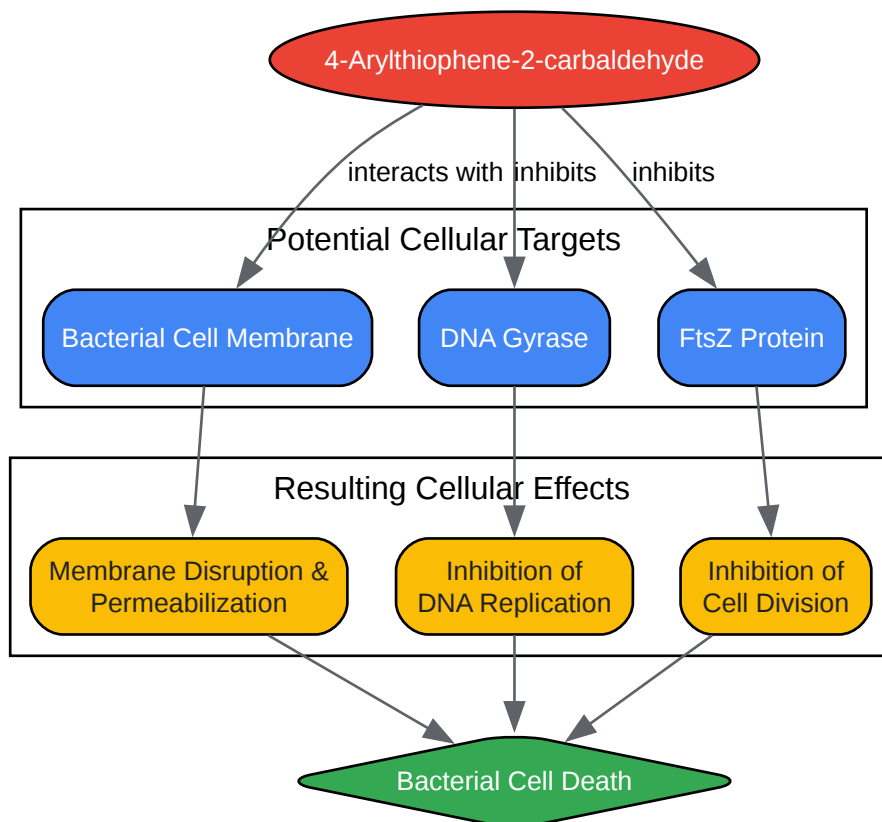 4-Arylthiophene-2-carbaldehyde
interacts with
inhibits
inhibits
Potential Cellular Targets
Bacterial Cell Membrane
DNA Gyrase
FtsZ Protein
Resulting Cellular Effects
Membrane Disruption &
Permeabilization
Inhibition of
DNA Replication
Inhibition of
Cell Division
Bacterial Cell Death